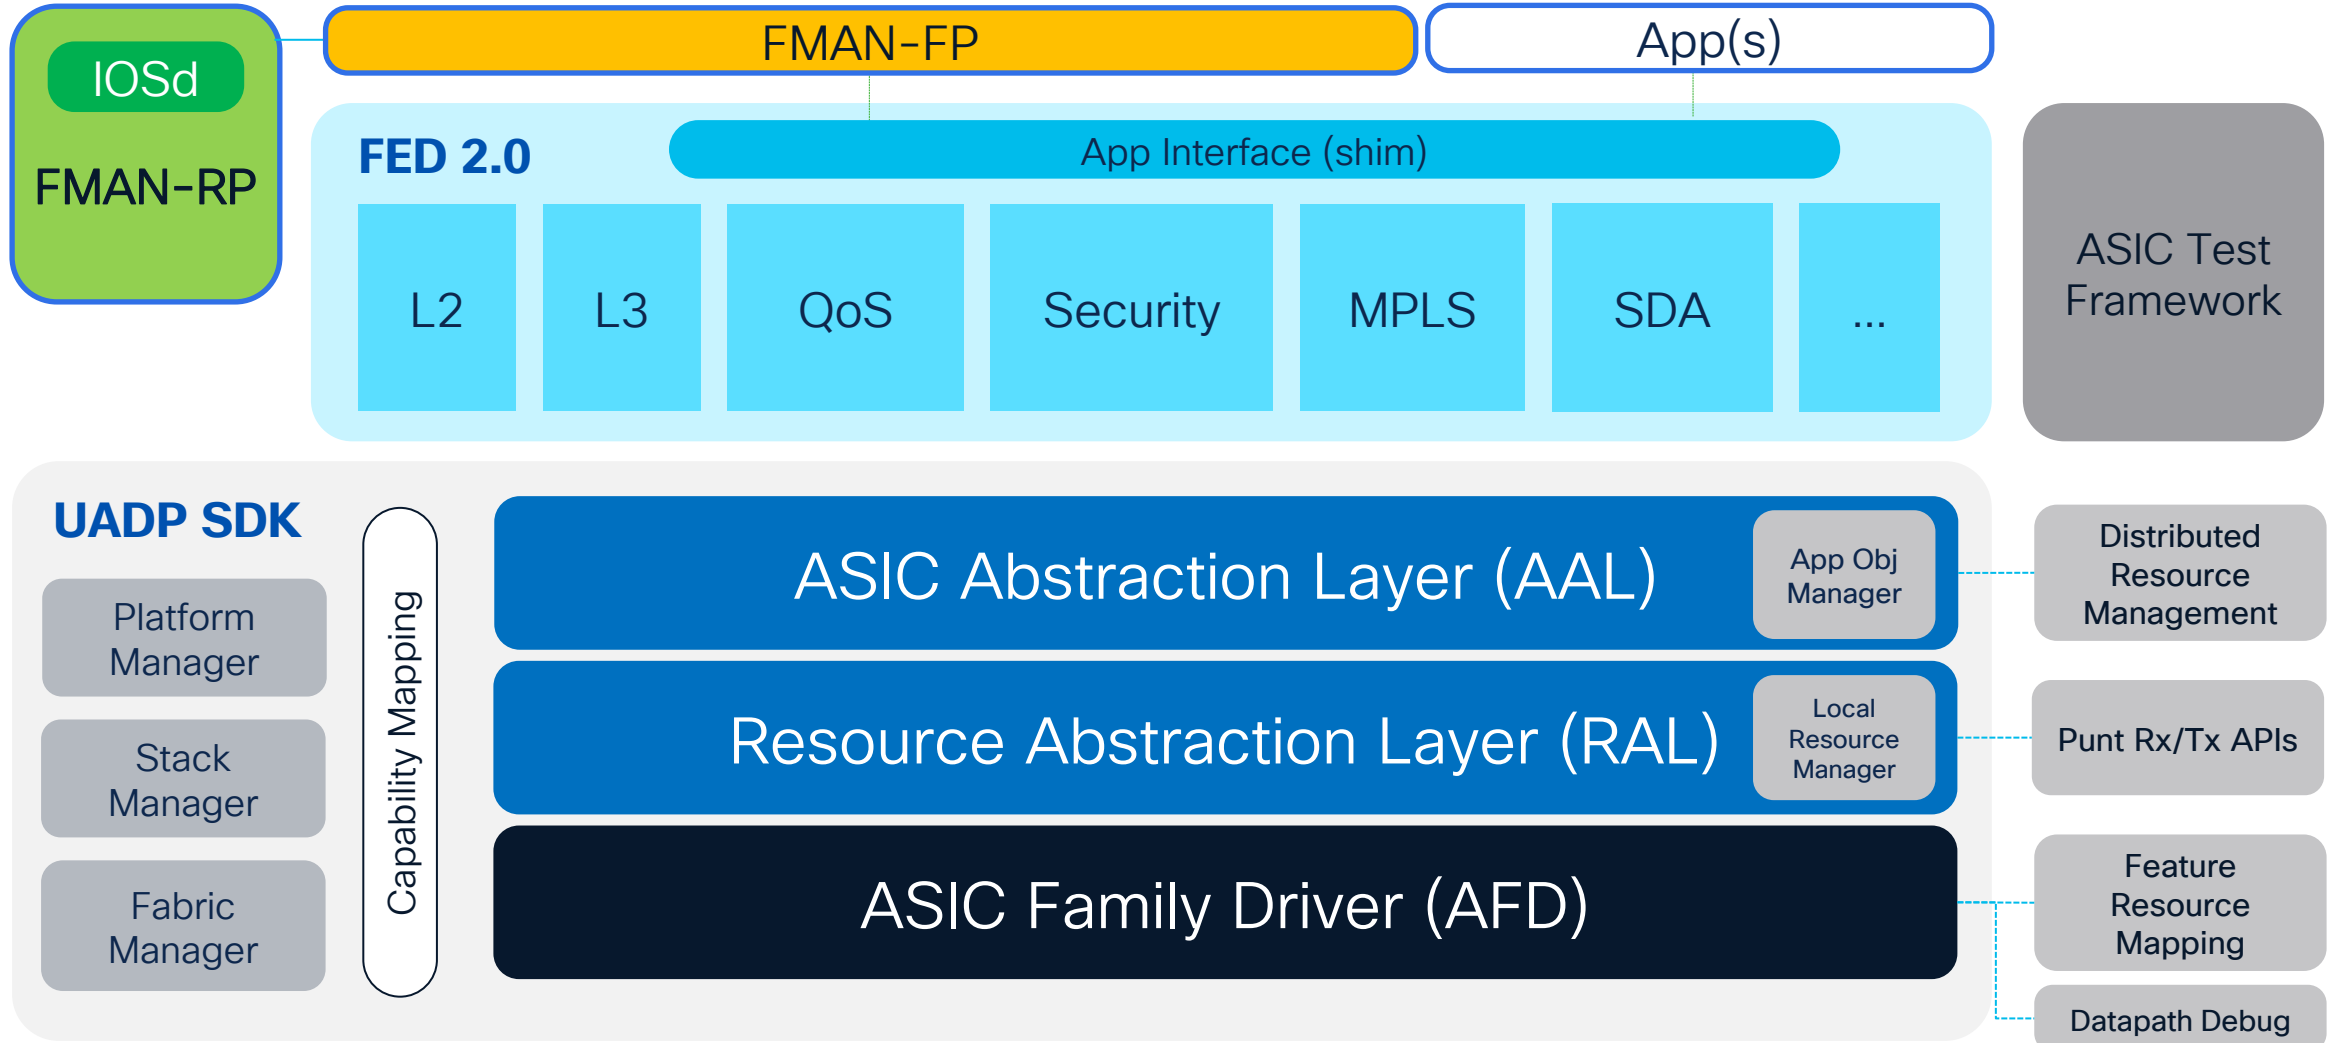 IOSd
FMAN-RP
FMAN-FP
App(s)
FED 2.0
App Interface (shim)
L2
L3
QoS
Security
MPLS
SDA
...
ASIC Test
Framework
UADP SDK
Platform
Manager
Stack
Manager
Fabric
Manager
Capability Mapping
ASIC Abstraction Layer (AAL)
App Obj
Manager
Resource Abstraction Layer (RAL)
Local
Resource
Manager
ASIC Family Driver (AFD)
Distributed
Resource
Management
Punt Rx/Tx APIs
Feature
Resource
Mapping
Datapath Debug